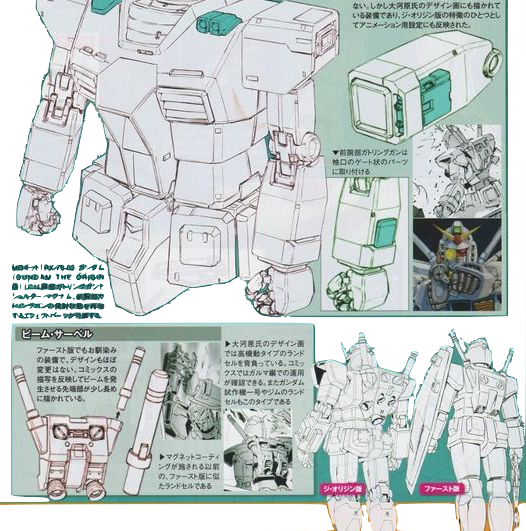 ない。しかし大河原氏のデザイン画にも描かれて
いる装備であり、ジ・オリジン版の特徴のひとつとし
てアニメーション用設定にも反映された。
▼前腕部ガトリングガンは
袖口のゲート状のパーツ
に取り付ける
ビーム・サーベル
ファースト版でもお馴染み
の装備で、デザインもほぼ
変更はない。コミックスの
描写を反映してビームを発
生させる先端部が少し長め
に描かれている。
▶大河原氏のデザイン画
では高機動タイプのランド
セルを背負っている。コミッ
クスではガルマ編での運用
が確認できる。またガンダム
試作機一号やジムのランド
セルもこのタイプである
▶マグネットコーティ
ングが施される以前
の、ファースト版に似
たランドセルである
ジ・オリジン版
ファースト版